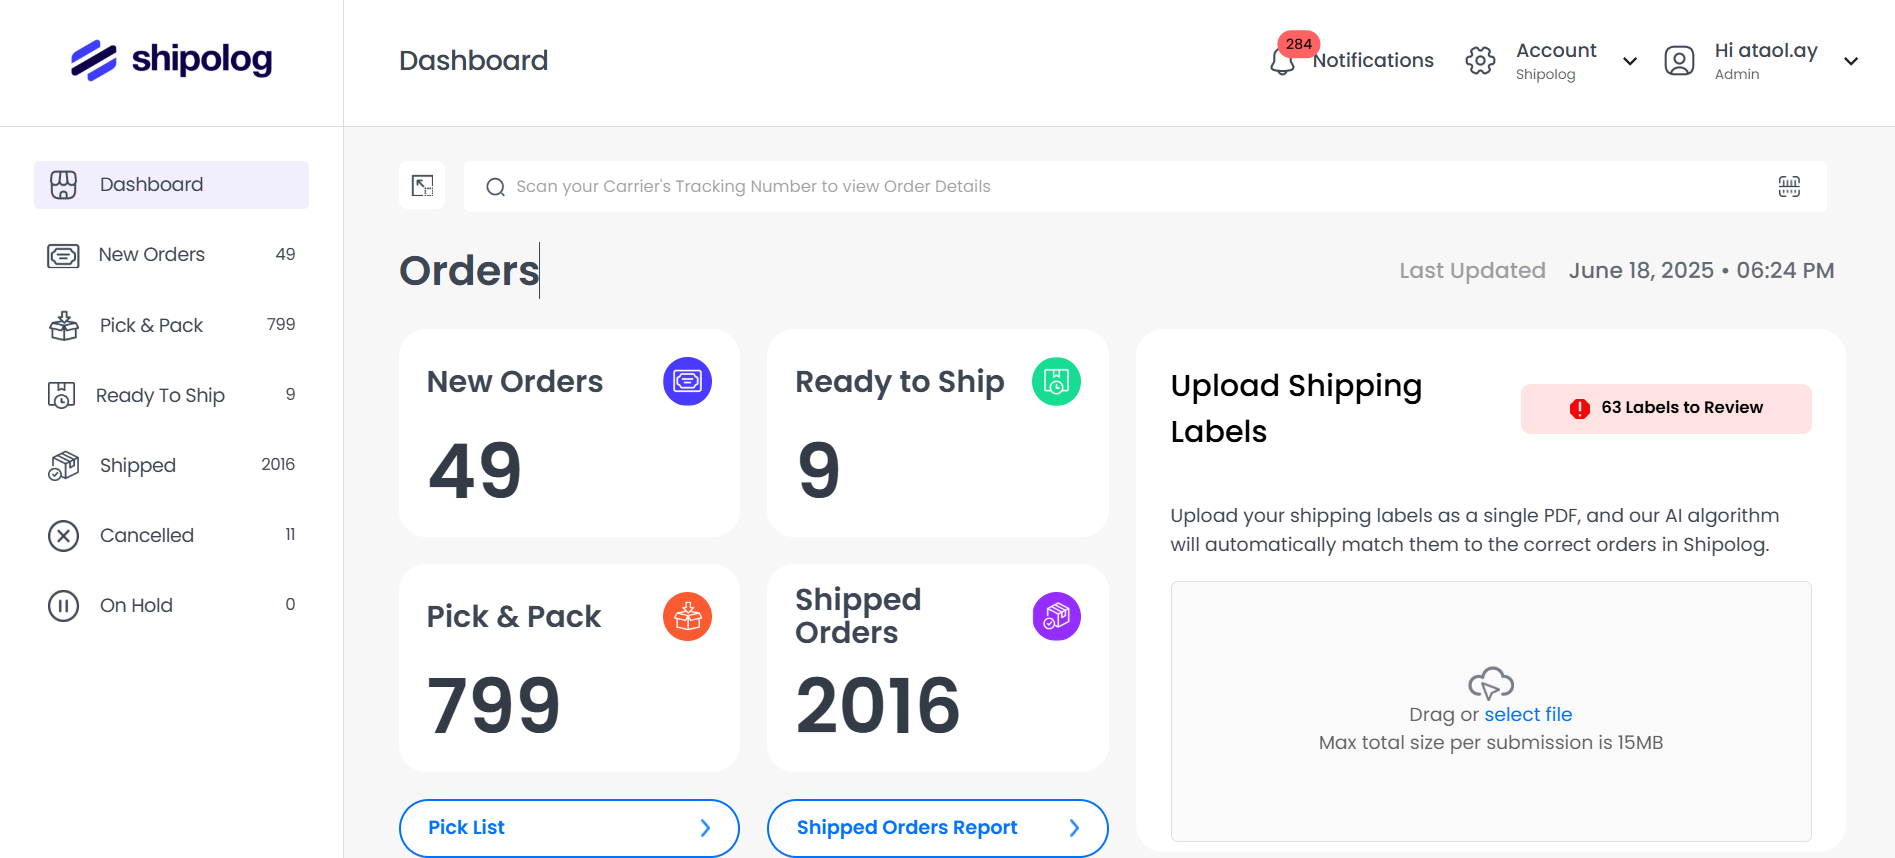 shipolog
Dashboard
284
Notifications
Account
Shipolog
Hi ataol.ay
Admin
Dashboard
New Orders 49
Pick & Pack 799
Ready To Ship 9
Shipped 2016
Cancelled 11
On Hold 0
Scan your Carrier's Tracking Number to view Order Details
Orders
Last Updated June 18, 2025 • 06:24 PM
New Orders
49
Ready to Ship
9
Pick & Pack
799
Shipped
Orders
2016
Pick List
Shipped Orders Report
Upload Shipping
Labels
63 Labels to Review
Upload your shipping labels as a single PDF, and our AI algorithm
will automatically match them to the correct orders in Shipolog.
Drag or select file
Max total size per submission is 15MB